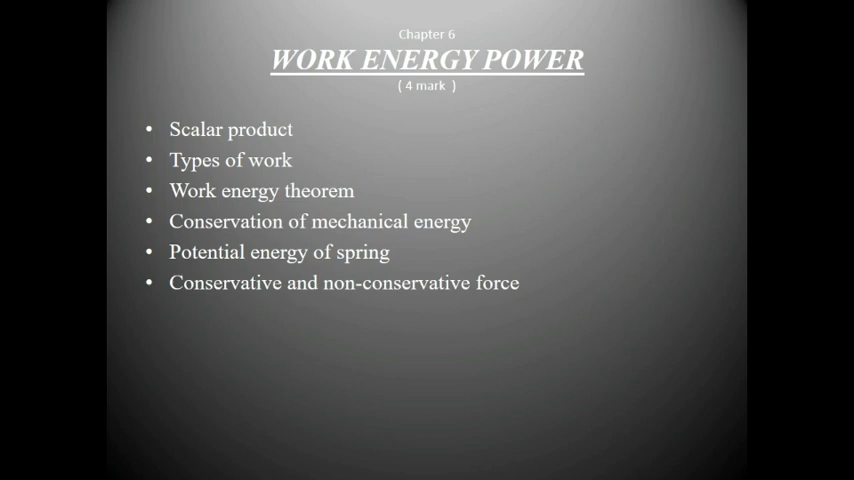 Chapter 6
WORK ENERGY POWER
( 4 mark )
• Scalar product
• Types of work
• Work energy theorem
• Conservation of mechanical energy
• Potential energy of spring
• Conservative and non-conservative force